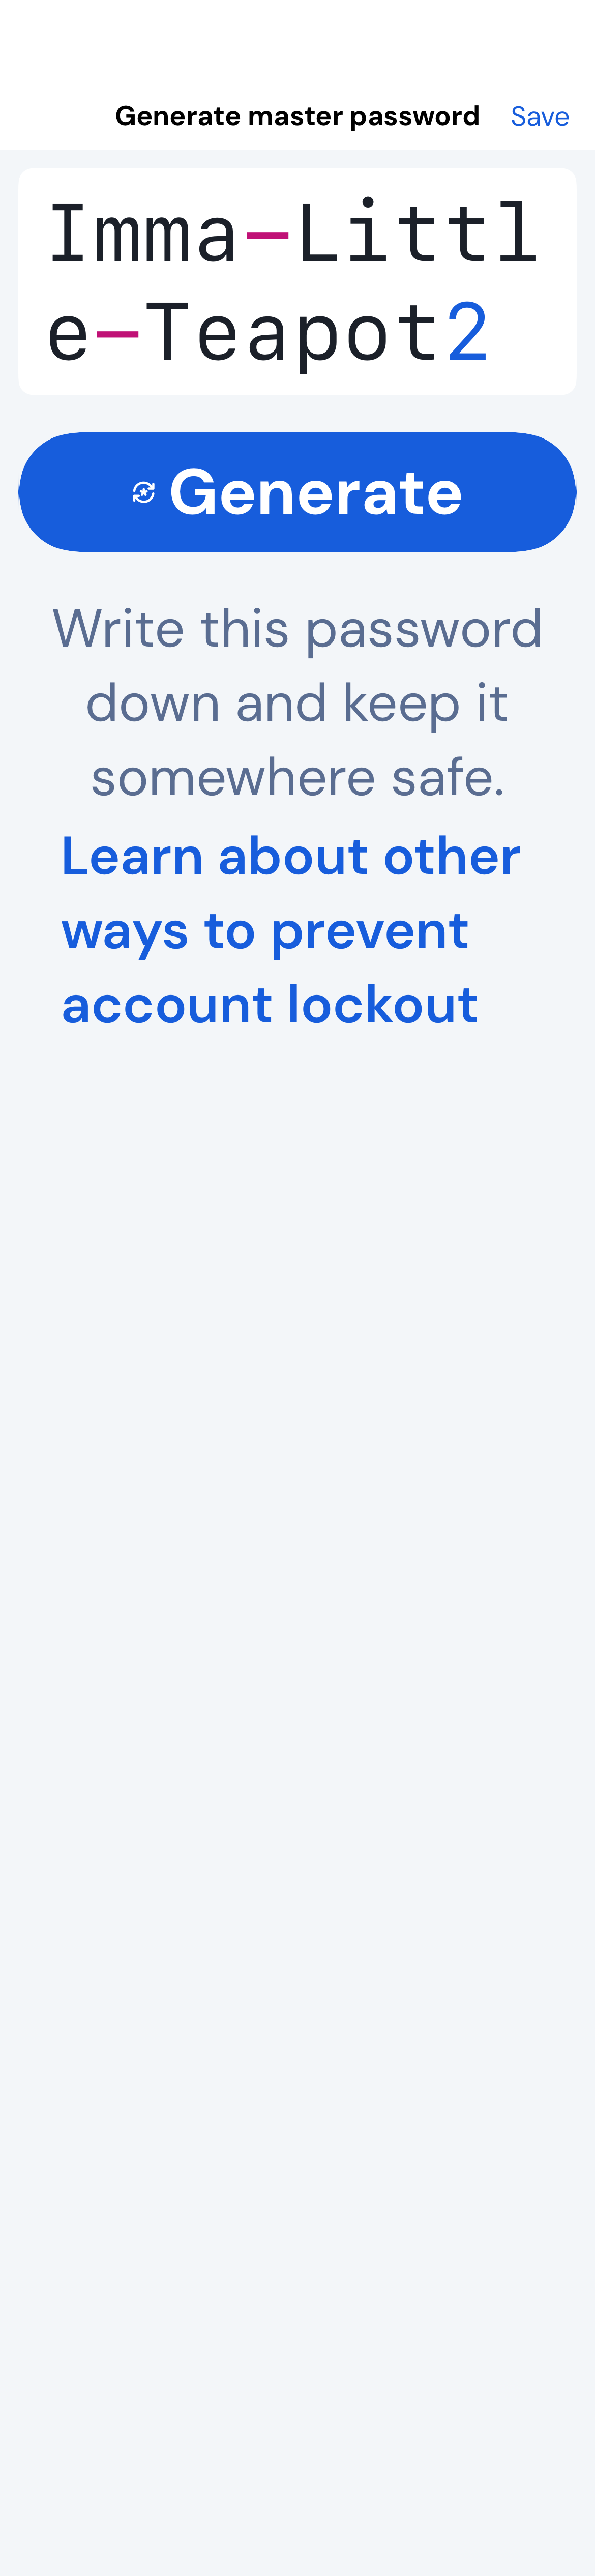 Generate master password Save
Imma-Littl
e-Teapot2
Generate
Write this password
down and keep it
somewhere safe.
Learn about other
ways to prevent
account lockout